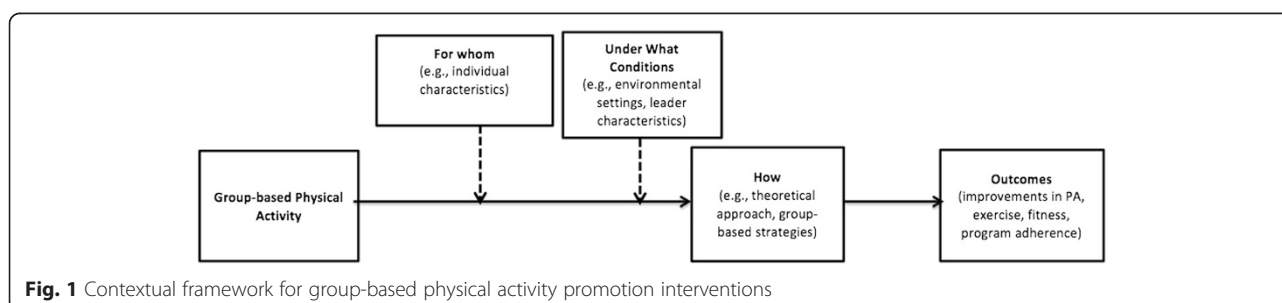 For whom
(e.g., individual
characteristics)
Under What
Conditions
(e.g., environmental
settings, leader
characteristics)
Group-based Physical
Activity
How
(e.g., theoretical
approach, group-
based strategies)
Outcomes
(improvements in PA,
exercise, fitness,
program adherence)
Fig. 1 Contextual framework for group-based physical activity promotion interventions